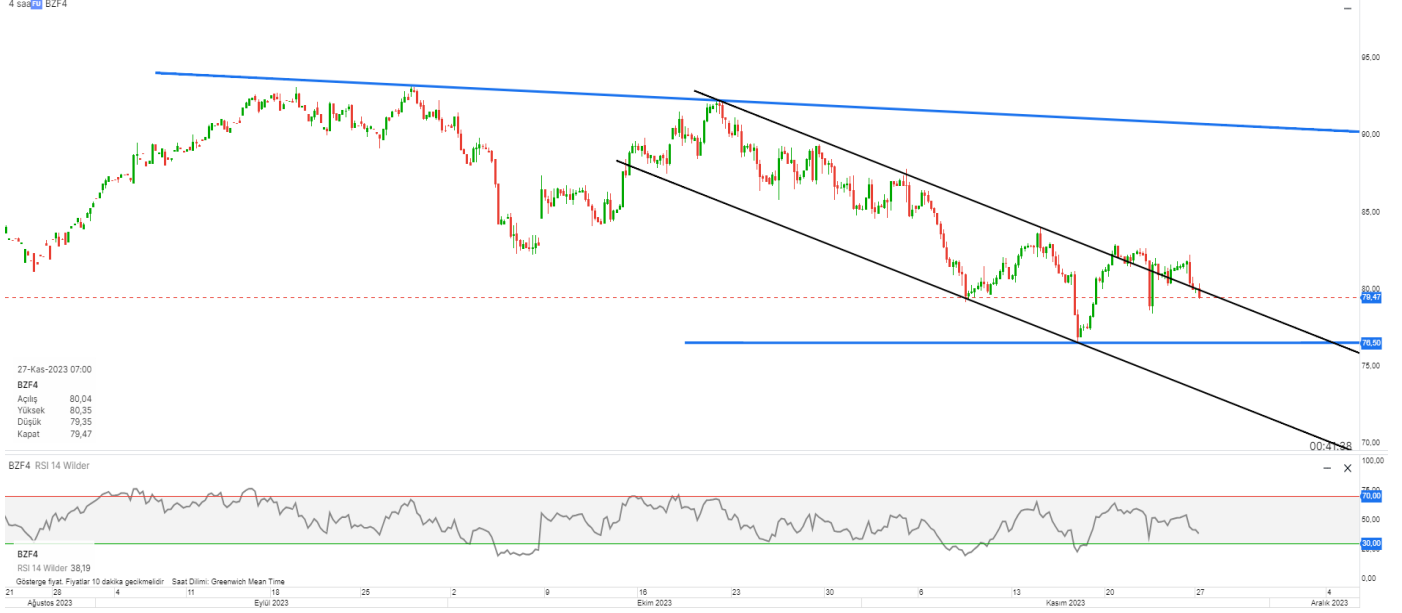 4 saa ru BZF4
95,00
90,00
85,00
80,00
79,47
76,50
75,00
70,00
27-Kas-2023 07:00
BZF4
Açılış 80,04
Yüksek 80,35
Düşük 79,35
Kapat 79,47
00:41:38
BZF4 RSI 14 Wilder
100,00
75,00
70,00
50,00
30,00
25,00
0,00
BZF4
RSI 14 Wilder 38,19
Gösterge fiyat. Fiyatlar 10 dakika gecikmelidir Saat Dilimi: Greenwich Mean Time
21 28 4 11 18 25 2 9 16 23 30 6 13 20 27 4
Ağustos 2023 Eylül 2023 Ekim 2023 Kasım 2023 Aralık 2023